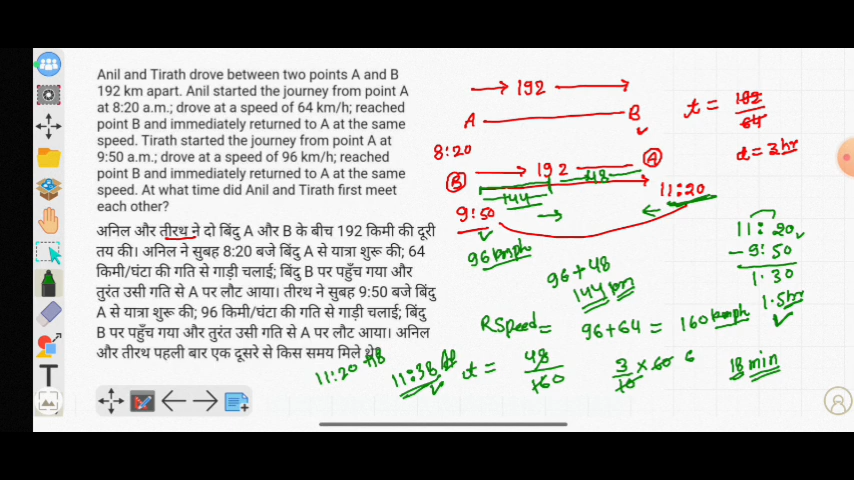 Anil and Tirath drove between two points A and B
192 km apart. Anil started the journey from point A
at 8:20 a.m.; drove at a speed of 64 km/h; reached
point B and immediately returned to A at the same
speed. Tirath started the journey from point A at
9:50 a.m.; drove at a speed of 96 km/h; reached
point B and immediately returned to A at the same
speed. At what time did Anil and Tirath first meet
each other?
अनिल और तीरथ ने दो बिंदु A और B के बीच 192 किमी की दूरी
तय की। अनिल ने सुबह 8:20 बजे बिंदु A से यात्रा शुरू की; 64
किमी/घंटा की गति से गाड़ी चलाई; बिंदु B पर पहुँच गया और
तुरंत उसी गति से A पर लौट आया। तीरथ ने सुबह 9:50 बजे बिंदु
A से यात्रा शुरू की; 96 किमी/घंटा की गति से गाड़ी चलाई; बिंदु
B पर पहुँच गया और तुरंत उसी गति से A पर लौट आया। अनिल
और तीरथ पहली बार एक दूसरे से किस समय मिले थे?
192
A B
8:20
t = 192/64
t = 3hr
B 192 A
48
144
11:20
9:50
96 kmph
11:20
- 9:50
1.30
1.5hr
96+48
144 km
RSpeed = 96+64 = 160 kmph
t = 48/160
3/10 × 60 6
18 min
11:20 +18
11:38
T